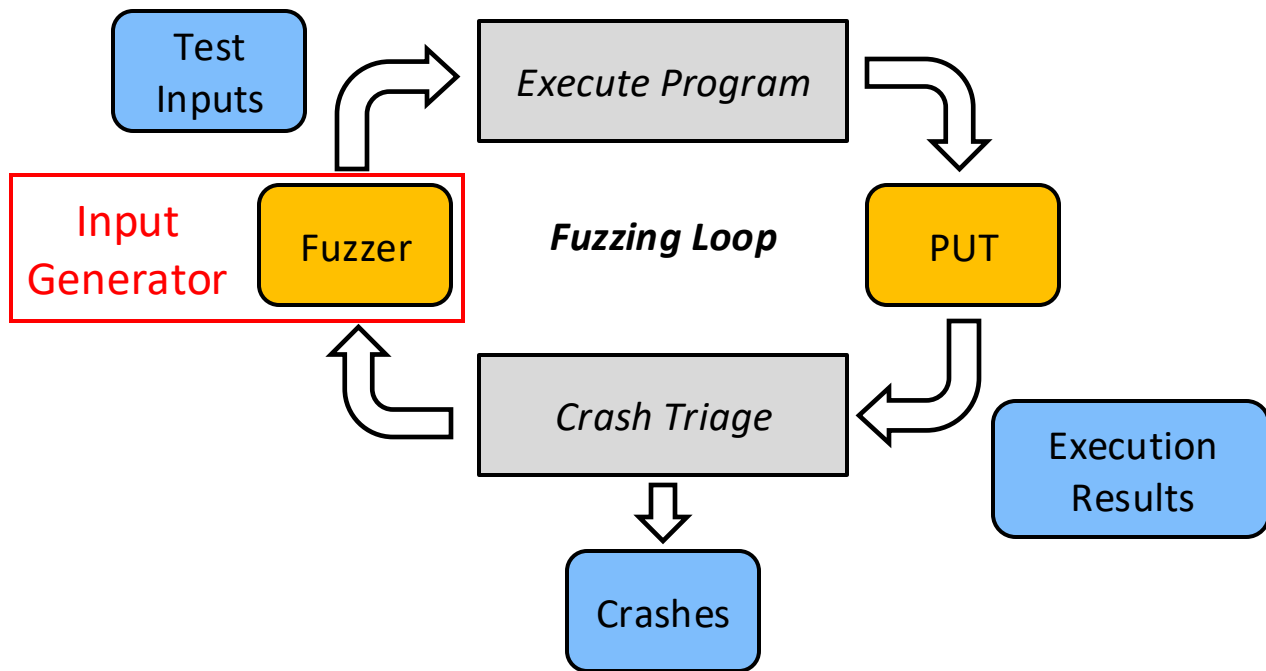 Test
Inputs
Execute Program
Input
Generator
Fuzzer
Fuzzing Loop
PUT
Crash Triage
Execution
Results
Crashes